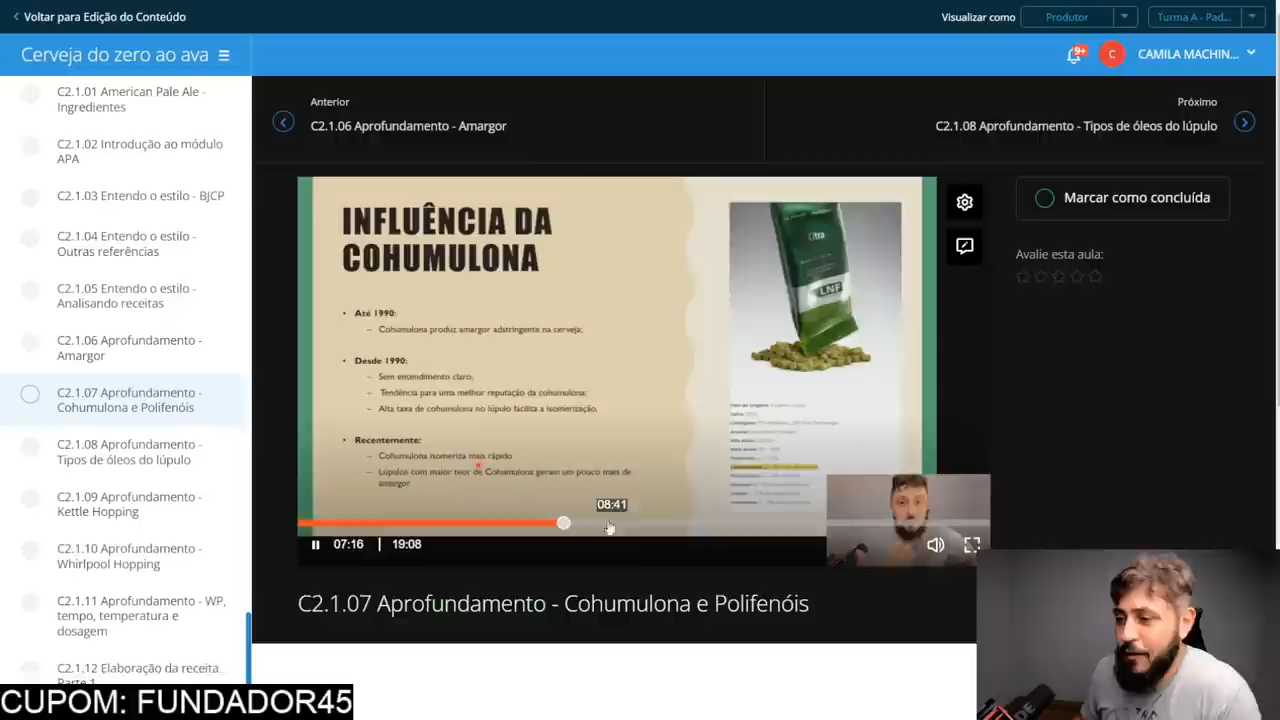 Voltar para Edição do Conteúdo
Visualizar como
Produtor
Turma A - Pad...
Cerveja do zero ao ava
9+
C
CAMILA MACHIN...
C2.1.01 American Pale Ale -
Ingredientes
C2.1.02 Introdução ao módulo
APA
C2.1.03 Entendo o estilo - BJCP
C2.1.04 Entendo o estilo -
Outras referências
C2.1.05 Entendo o estilo -
Analisando receitas
C2.1.06 Aprofundamento -
Amargor
C2.1.07 Aprofundamento -
Cohumulona e Polifenóis
C2.1.08 Aprofundamento -
Tipos de óleos do lúpulo
C2.1.09 Aprofundamento -
Kettle Hopping
C2.1.10 Aprofundamento -
Whirlpool Hopping
C2.1.11 Aprofundamento - WP,
tempo, temperatura e
dosagem
C2.1.12 Elaboração da receita
Parte 1
Anterior
C2.1.06 Aprofundamento - Amargor
Próximo
C2.1.08 Aprofundamento - Tipos de óleos do lúpulo
INFLUÊNCIA DA
COHUMULONA
• Até 1990:
– Cohumulona produz amargor adstringente na cerveja;
• Desde 1990:
– Sem entendimento claro;
– Tendência para uma melhor reputação da cohumulona;
– Alta taxa de cohumulona no lúpulo facilita a isomerização.
• Recentemente:
– Cohumulona isomeriza mais rápido
– Lúpulos com maior teor de Cohumulona geram um pouco mais de
amargor
Citra
LNF
08:41
07:16 | 19:08
Marcar como concluída
Avalie esta aula:
C2.1.07 Aprofundamento - Cohumulona e Polifenóis
CUPOM: FUNDADOR45